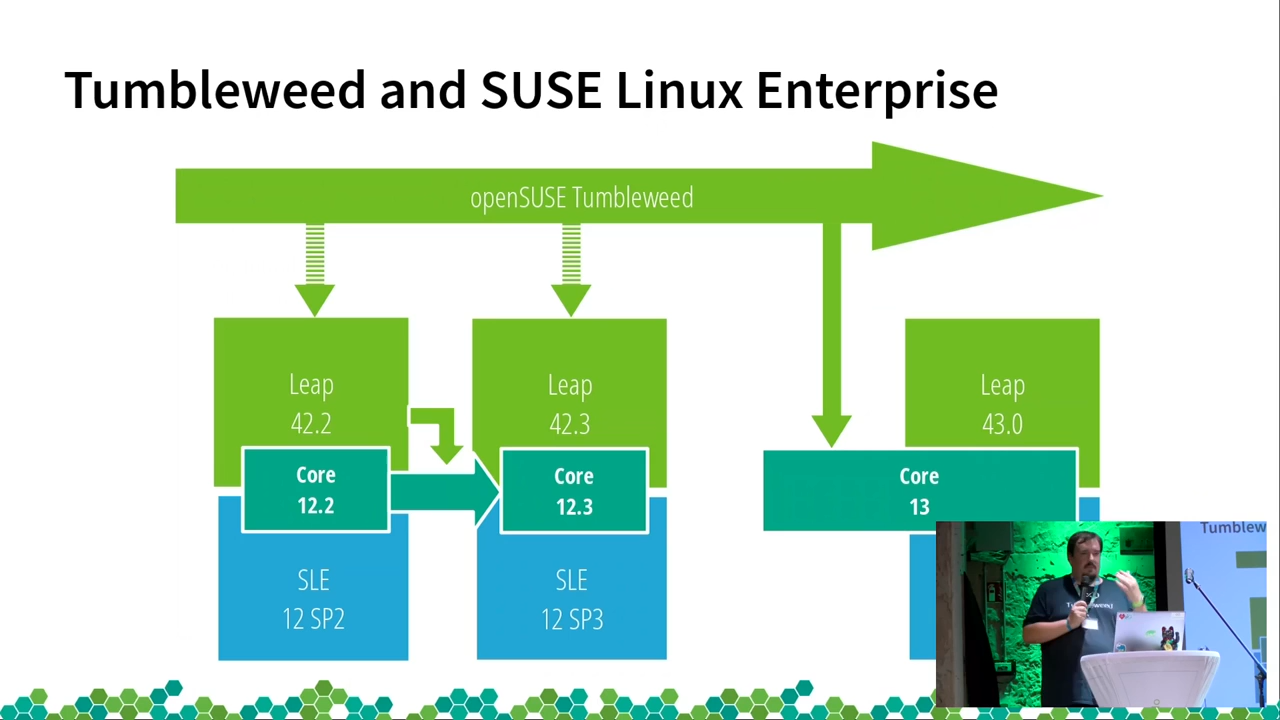 Tumbleweed and SUSE Linux Enterprise
openSUSE Tumbleweed
Leap
42.2
Leap
42.3
Leap
43.0
Core
12.2
Core
12.3
Core
13
SLE
12 SP2
SLE
12 SP3
Tumblew